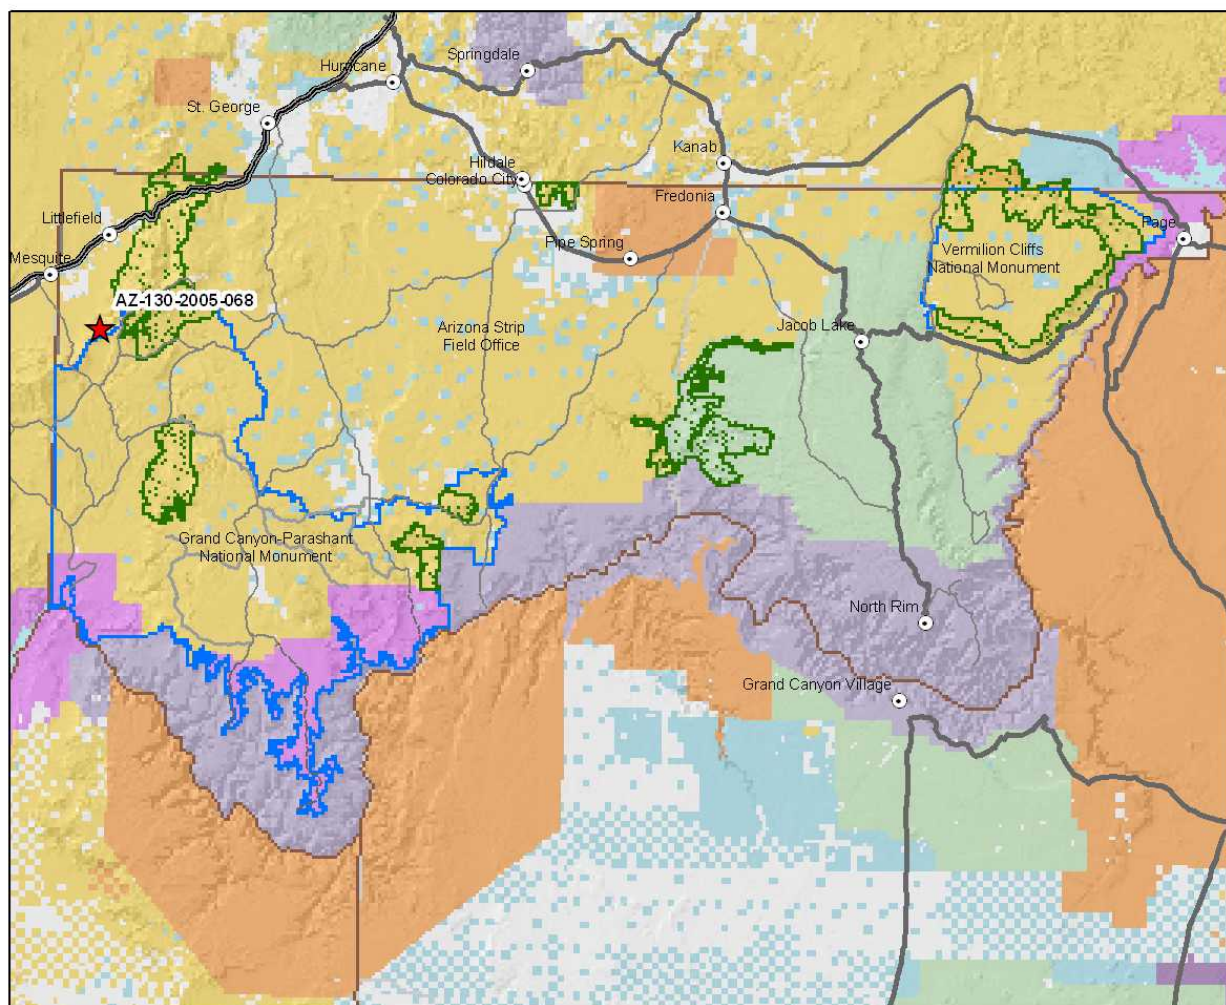 Springdale
Hurricane
St. George
Kanab
Hildale
Colorado City
Fredonia
Littlefield
Page
Pipe Spring
Mesquite
Vermilion Cliffs
National Monument
AZ-130-2005-068
Arizona Strip
Field Office
Jacob Lake
Grand Canyon-Parashant
National Monument
North Rim
Grand Canyon Village